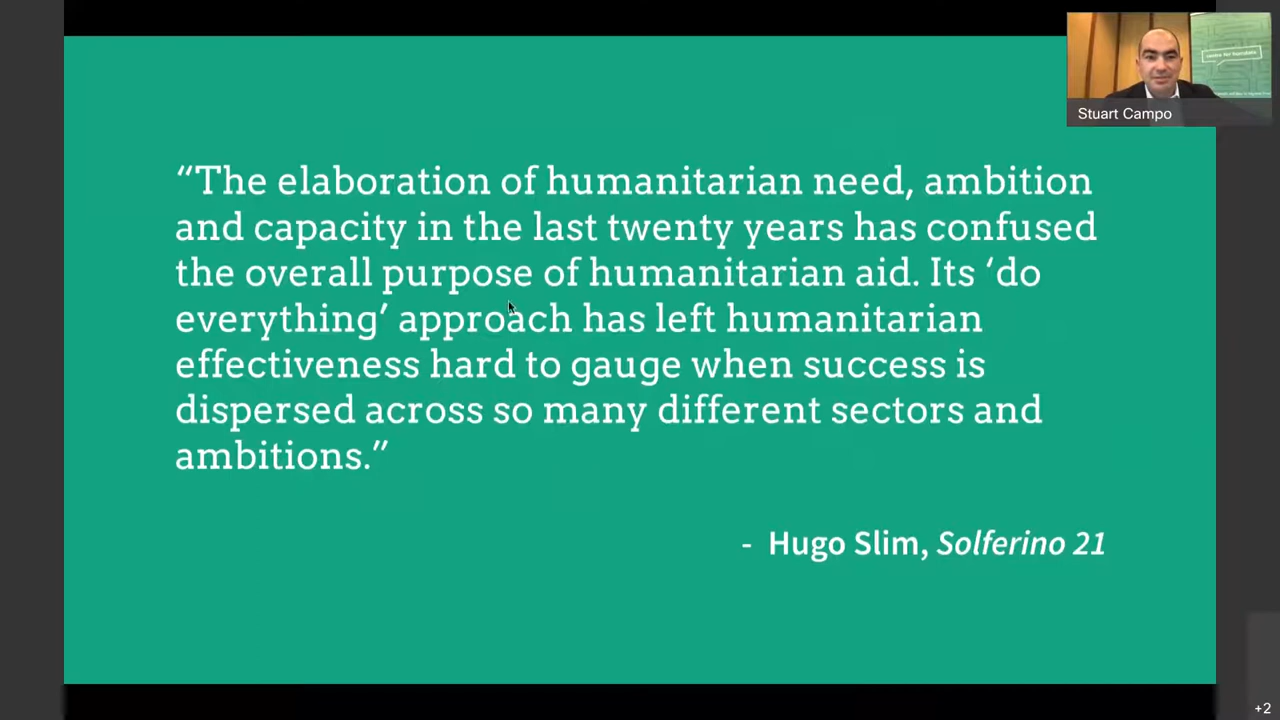 Stuart Campo
“The elaboration of humanitarian need, ambition
and capacity in the last twenty years has confused
the overall purpose of humanitarian aid. Its ‘do
everything’ approach has left humanitarian
effectiveness hard to gauge when success is
dispersed across so many different sectors and
ambitions.”
- Hugo Slim, Solferino 21
+2